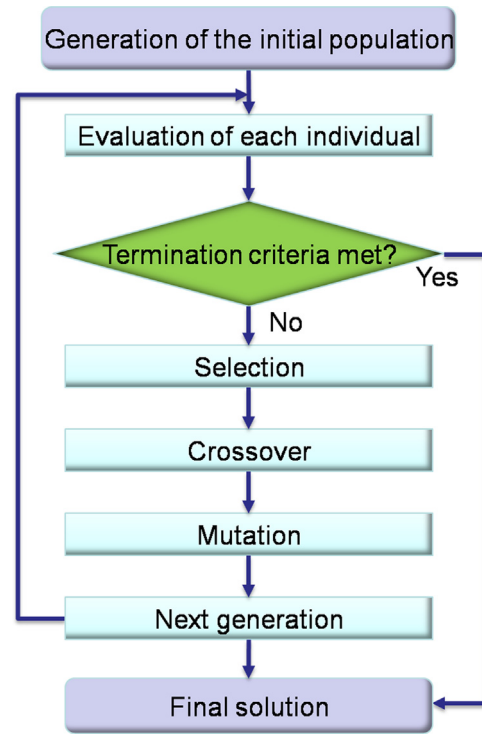 Generation of the initial population
Evaluation of each individual
Termination criteria met?
Yes
No
Selection
Crossover
Mutation
Next generation
Final solution